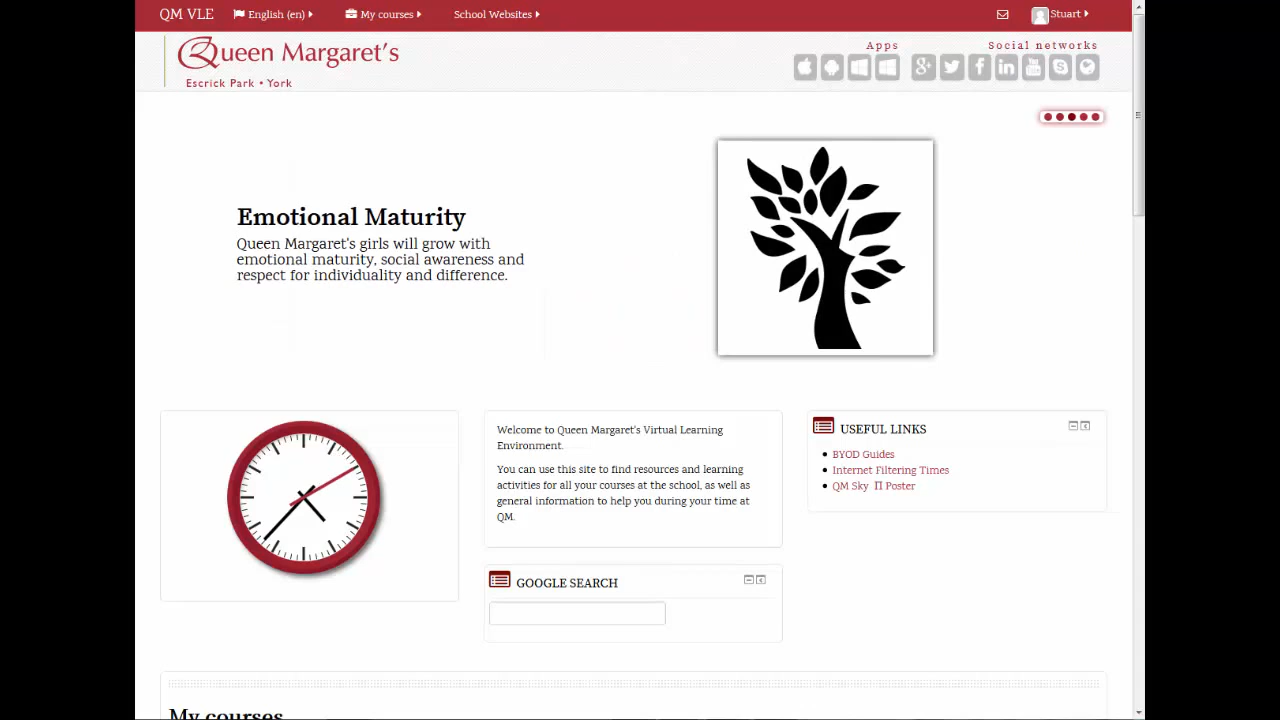 QM VLE English (en) My courses School Websites Stuart
Queen Margaret's
Escrick Park • York
Apps
Social networks
Emotional Maturity
Queen Margaret's girls will grow with
emotional maturity, social awareness and
respect for individuality and difference.
Welcome to Queen Margaret's Virtual Learning
Environment.
You can use this site to find resources and learning
activities for all your courses at the school, as well as
general information to help you during your time at
QM.
GOOGLE SEARCH
USEFUL LINKS
BYOD Guides
Internet Filtering Times
QM Sky Π Poster
My courses